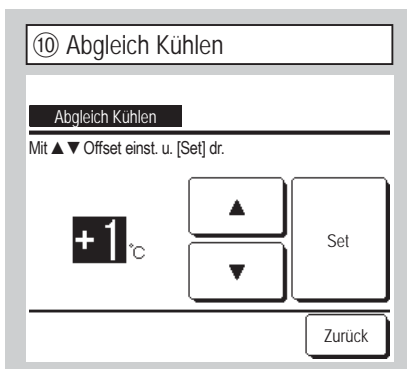 ⑩ Abgleich Kühlen
Abgleich Kühlen
Mit ▲▼ Offset einst. u. [Set] dr.
▲
+1 °C
Set
▼
Zurück